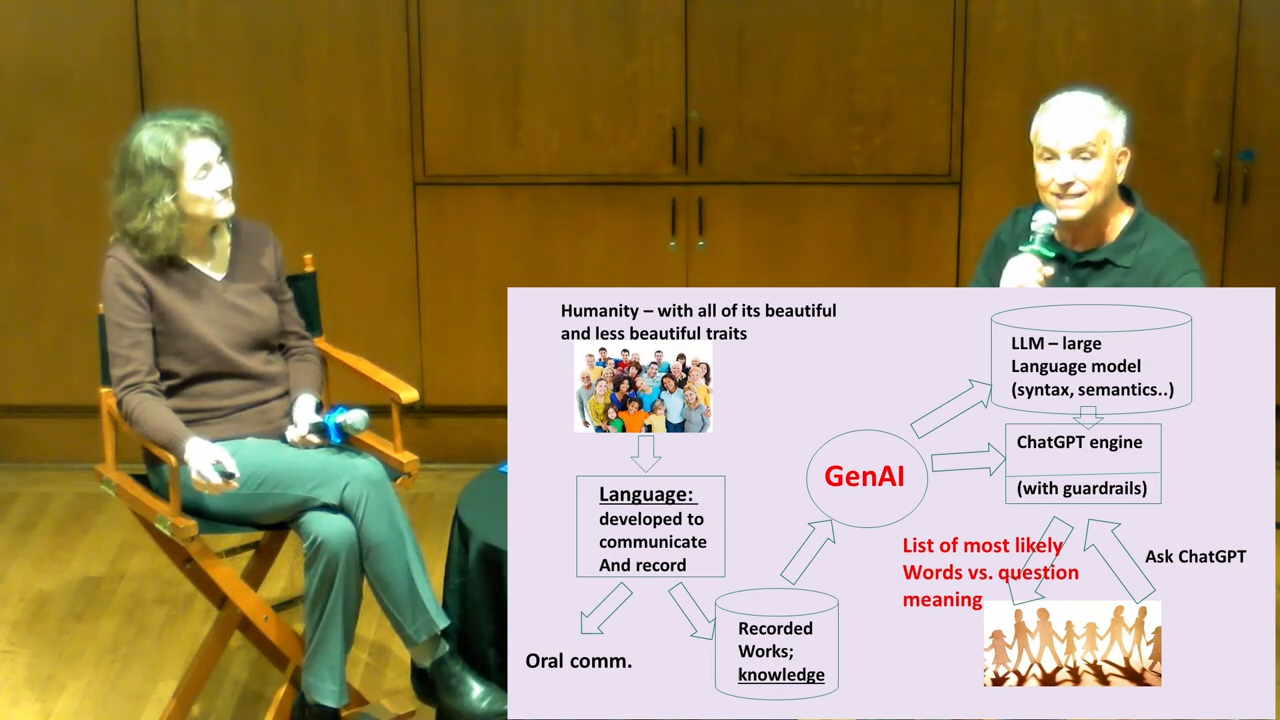 Humanity – with all of its beautiful
and less beautiful traits
Language:
developed to
communicate
And record
Oral comm.
Recorded
Works;
knowledge
GenAI
LLM – large
Language model
(syntax, semantics..)
ChatGPT engine
(with guardrails)
List of most likely
Words vs. question
meaning
Ask ChatGPT